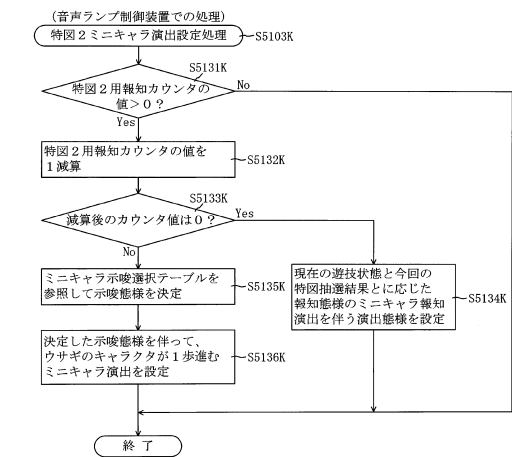 （音声ランプ制御装置での処理）
特図２ミニキャラ演出設定処理
S5103K
S5131K
特図２用報知カウンタの
値＞０？
No
Yes
特図２用報知カウンタの値を
１減算
S5132K
S5133K
減算後のカウンタ値は０？
Yes
No
ミニキャラ示唆選択テーブルを
参照して示唆態様を決定
S5135K
現在の遊技状態と今回の
特図抽選結果とに応じた
報知態様のミニキャラ報知
演出を伴う演出態様を設定
S5134K
決定した示唆態様を伴って、
ウサギのキャラクタが１歩進む
ミニキャラ演出を設定
S5136K
終了